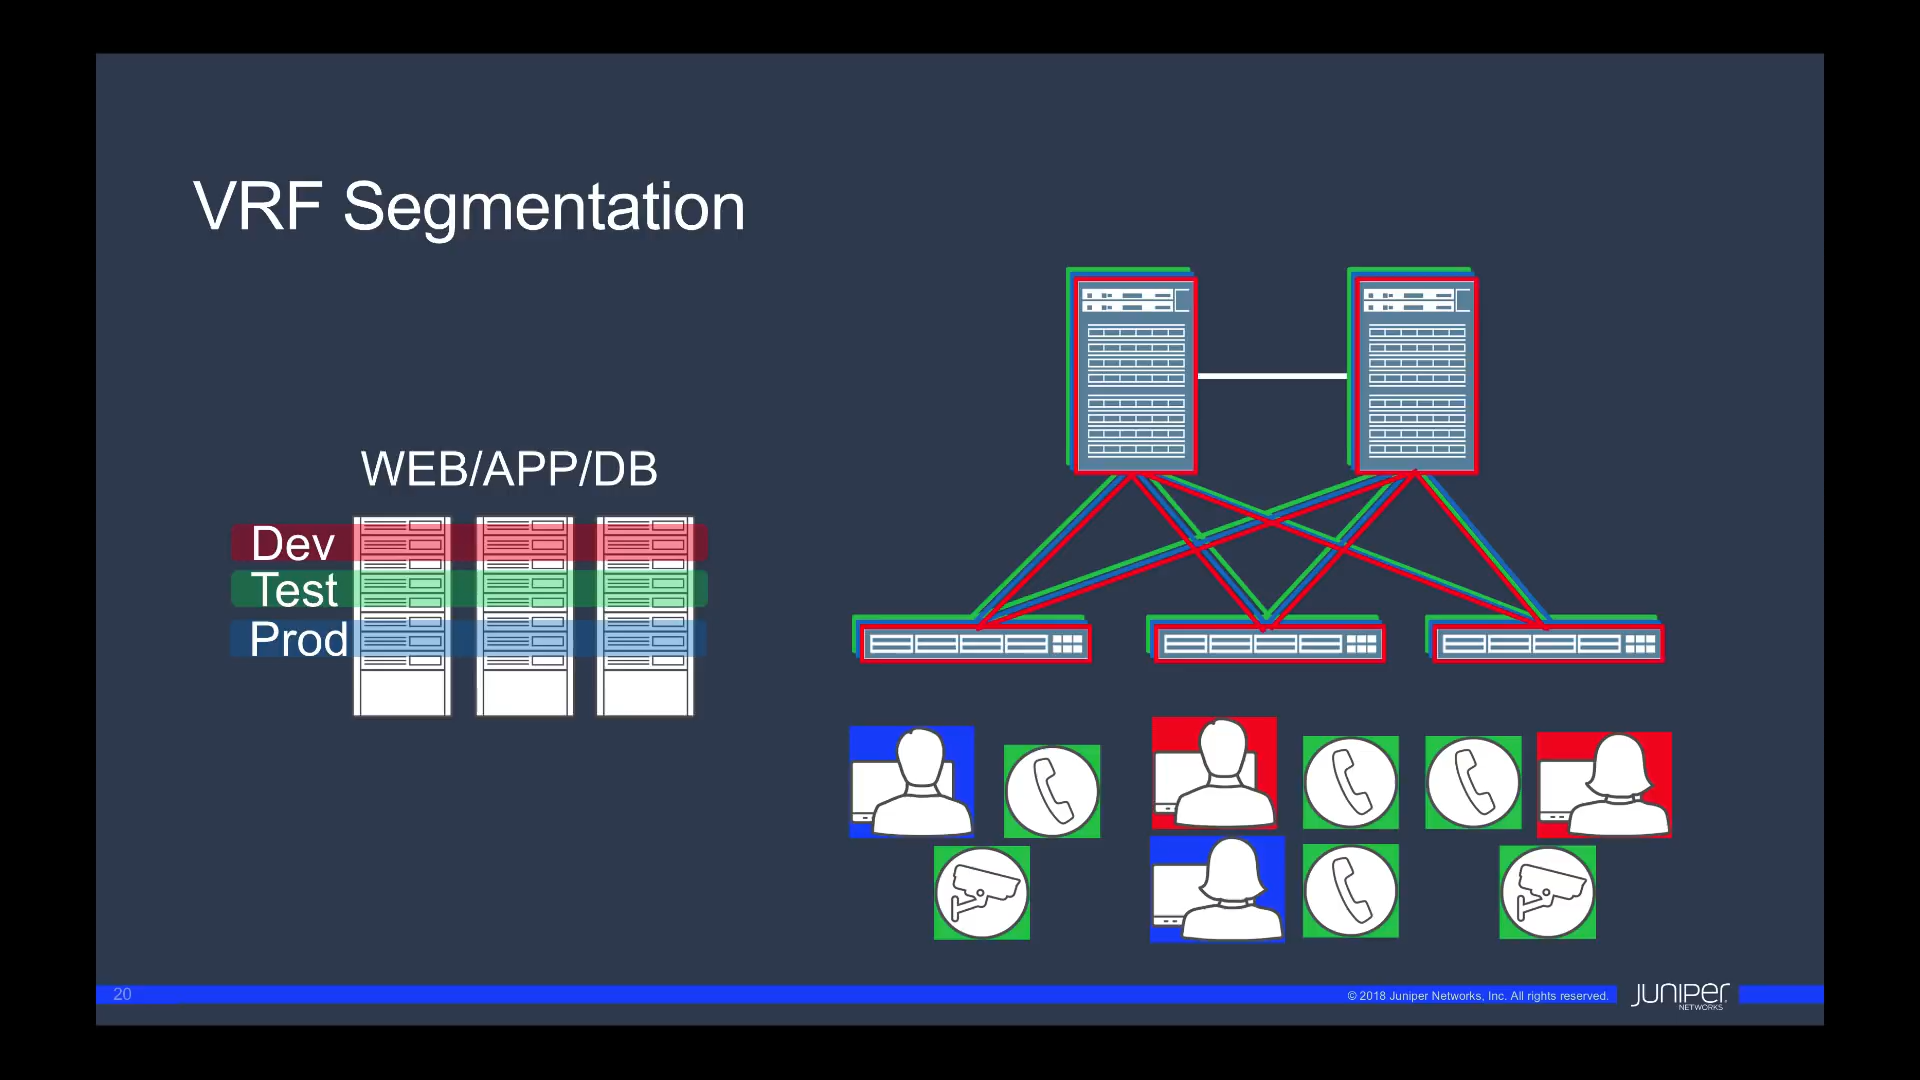 VRF Segmentation
WEB/APP/DB
Dev
Test
Prod
20
© 2018 Juniper Networks, Inc. All rights reserved.
JUNIPER
NETWORKS